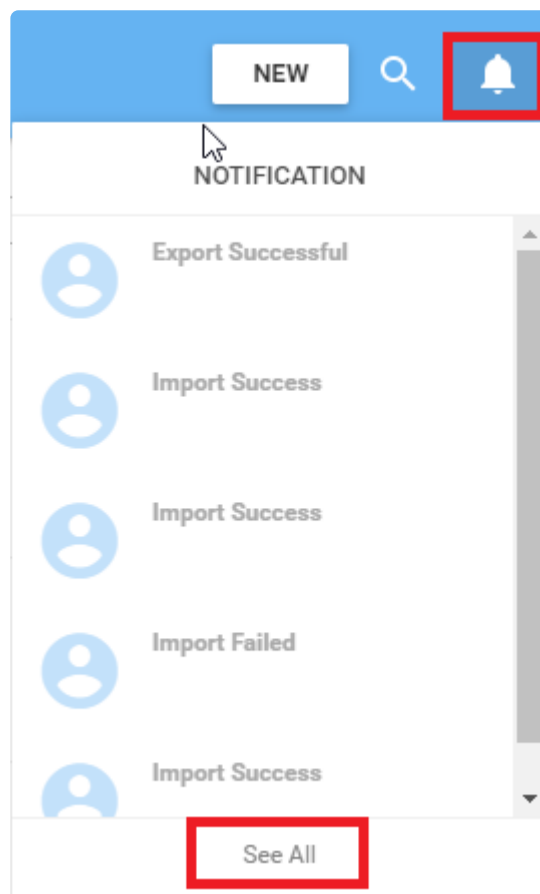 NEW
NOTIFICATION
Export Successful
Import Success
Import Success
Import Failed
Import Success
See All